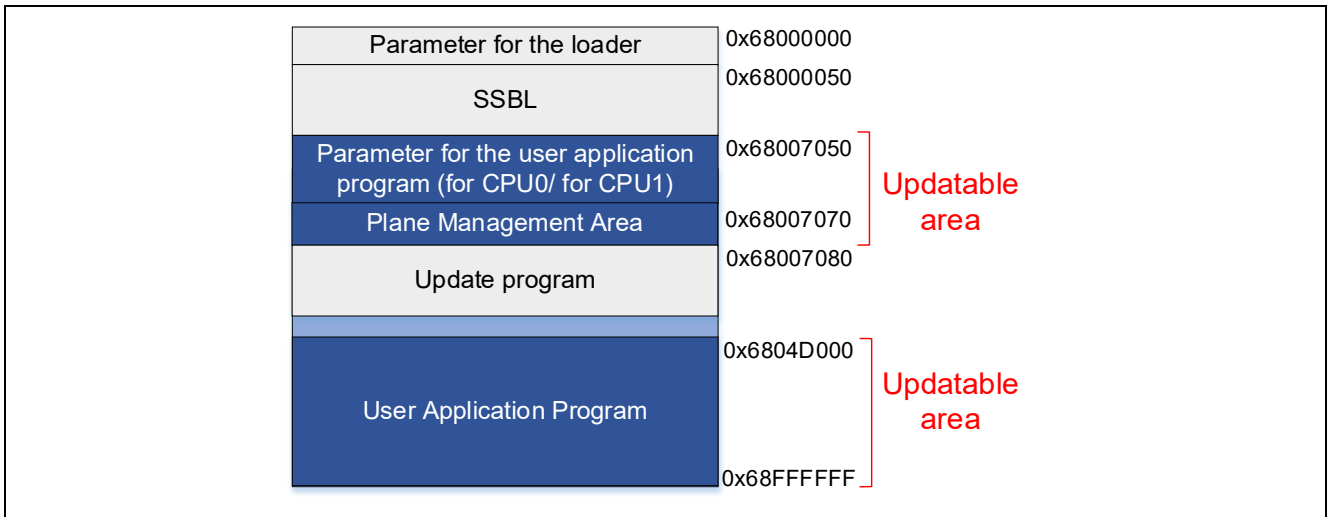 Parameter for the loader
0x68000000
0x68000050
SSBL
Parameter for the user application
program (for CPU0/ for CPU1)
0x68007050
Updatable
area
Plane Management Area
0x68007070
0x68007080
Update program
0x6804D000
Updatable
area
User Application Program
0x68FFFFFF